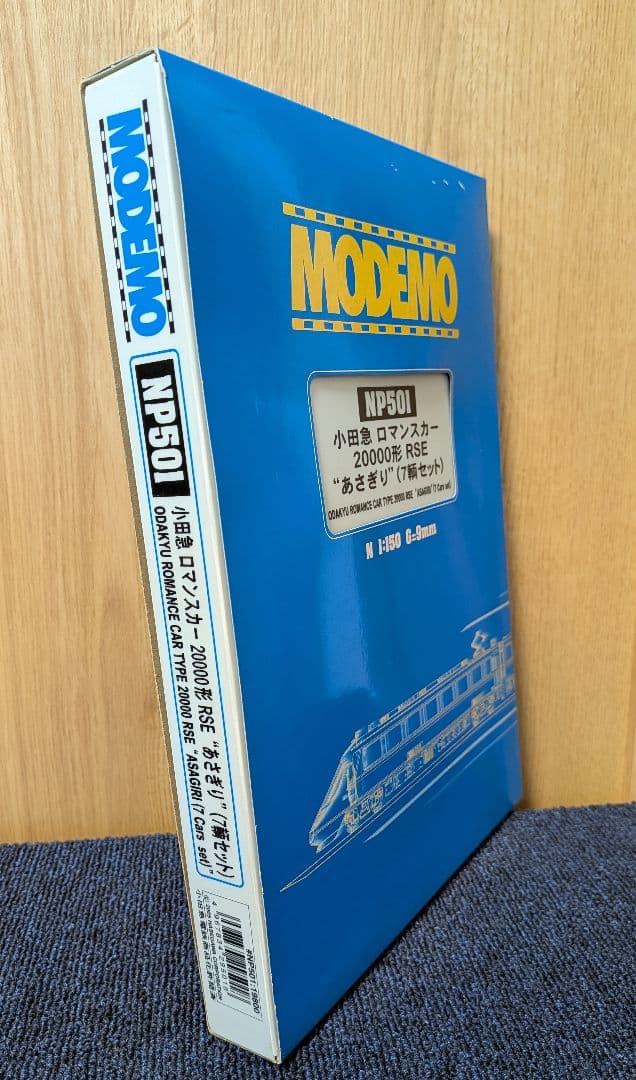 MODEMO
NP501
小田急 ロマンスカー 20000形 RSE “あさぎり”(7輌セット)
ODAKYU ROMANCE CAR TYPE 20000 RSE "ASAGIRI (7 Cars set)"
MODEMO
NP501
小田急 ロマンスカー
20000形 RSE
“あさぎり”(7輌セット)
ODAKYU ROMANCE CAR TYPE 20000 RSE "ASAGIRI" (7 Cars set)
N 1:150 G=9mm